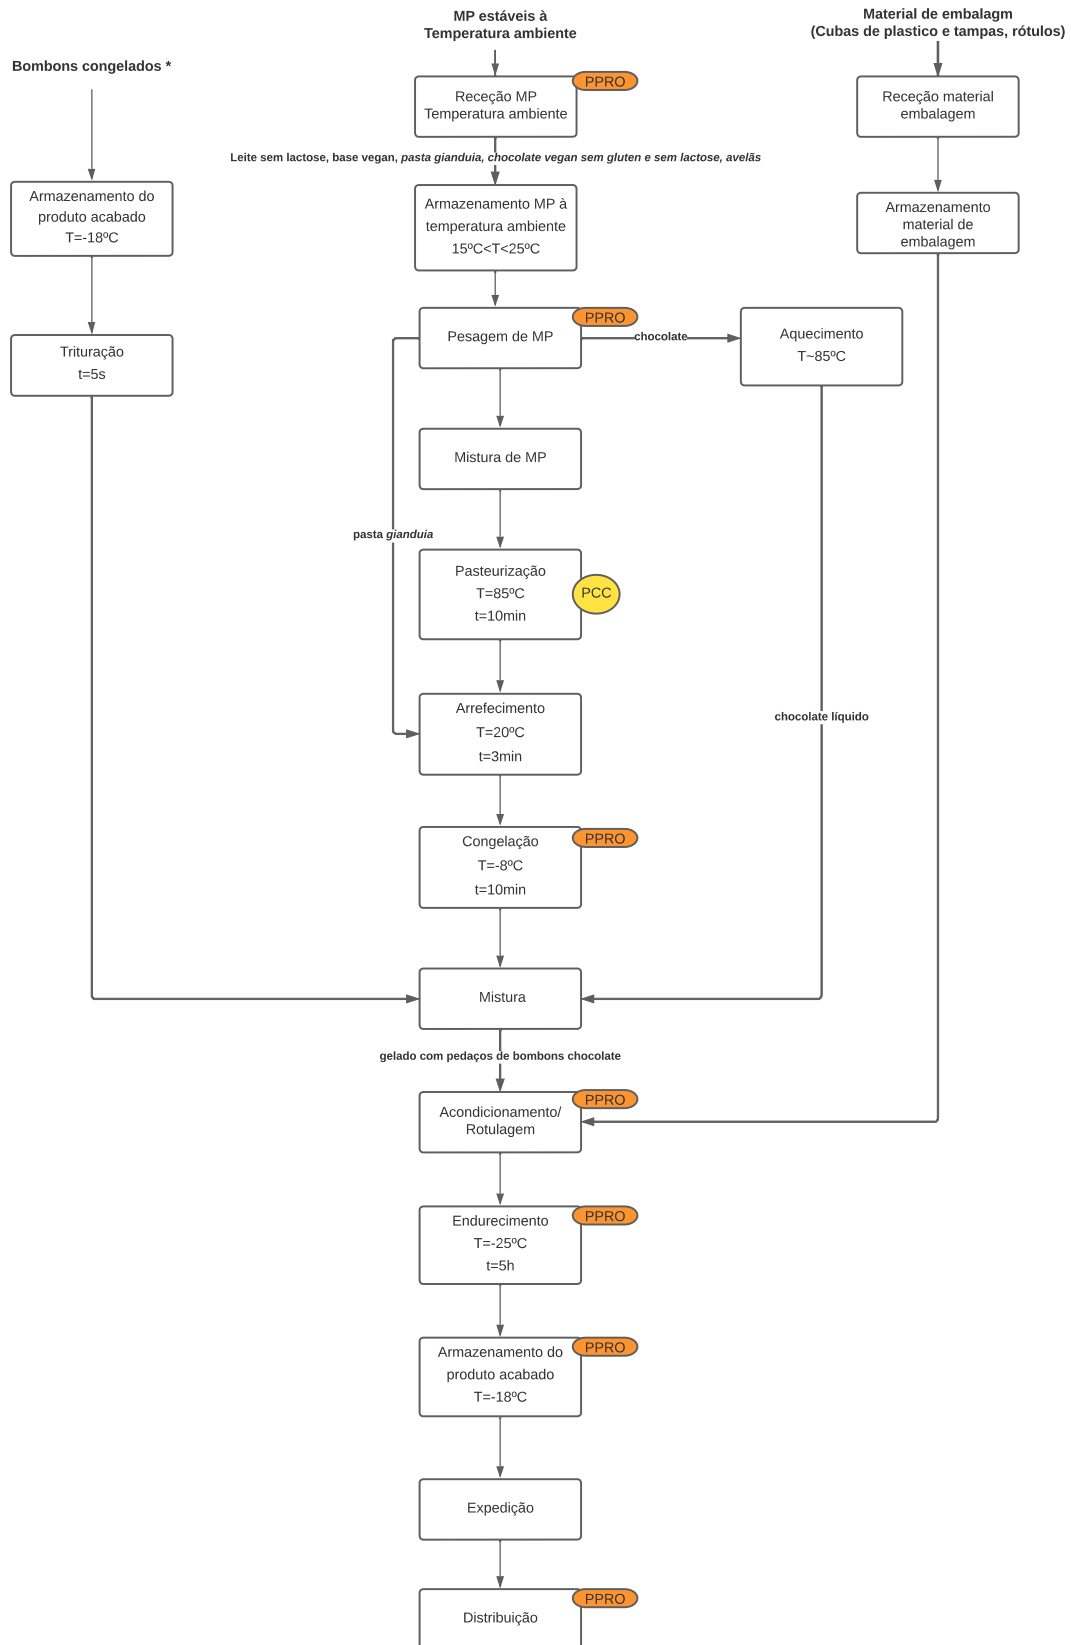 MP estáveis à
Temperatura ambiente
Material de embalagm
(Cubas de plastico e tampas, rótulos)
Bombons congelados *
PPRO
Receção MP
Temperatura ambiente
Receção material
embalagem
Leite sem lactose, base vegan, pasta gianduia, chocolate vegan sem gluten e sem lactose, avelãs
Armazenamento do
produto acabado
T=-18ºC
Armazenamento MP à
temperatura ambiente
15ºC<T<25ºC
Armazenamento
material de
embalagem
PPRO
Pesagem de MP
chocolate
Aquecimento
T~85ºC
Trituração
t=5s
Mistura de MP
pasta gianduia
Pasteurização
T=85ºC
t=10min
PCC
Arrefecimento
T=20ºC
t=3min
chocolate líquido
PPRO
Congelação
T=-8ºC
t=10min
Mistura
gelado com pedaços de bombons chocolate
PPRO
Acondicionamento/
Rotulagem
PPRO
Endurecimento
T=-25ºC
t=5h
PPRO
Armazenamento do
produto acabado
T=-18ºC
Expedição
PPRO
Distribuição